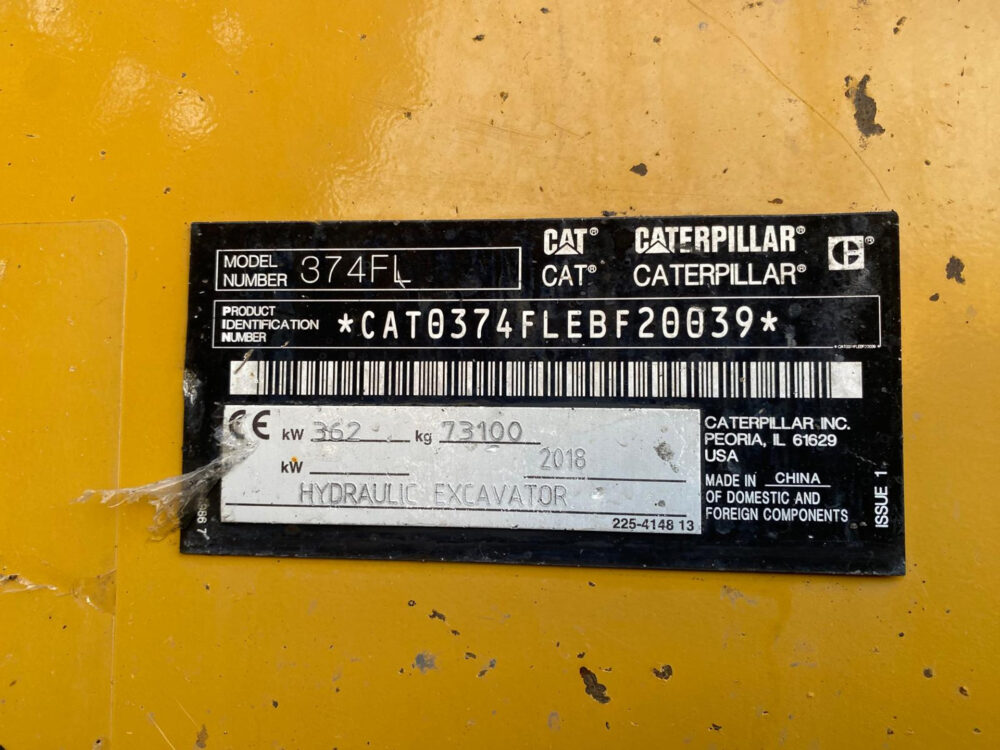 CAT® CATERPILLAR®
CAT® CATERPILLAR®
MODEL NUMBER 374FL
PRODUCT IDENTIFICATION NUMBER *CAT0374FLEBF20039*
CE kW 362 kg 73100
kW 2018
HYDRAULIC EXCAVATOR
225-4148 13
CATERPILLAR INC.
PEORIA, IL 61629
USA
MADE IN CHINA
OF DOMESTIC AND
FOREIGN COMPONENTS
ISSUE 1